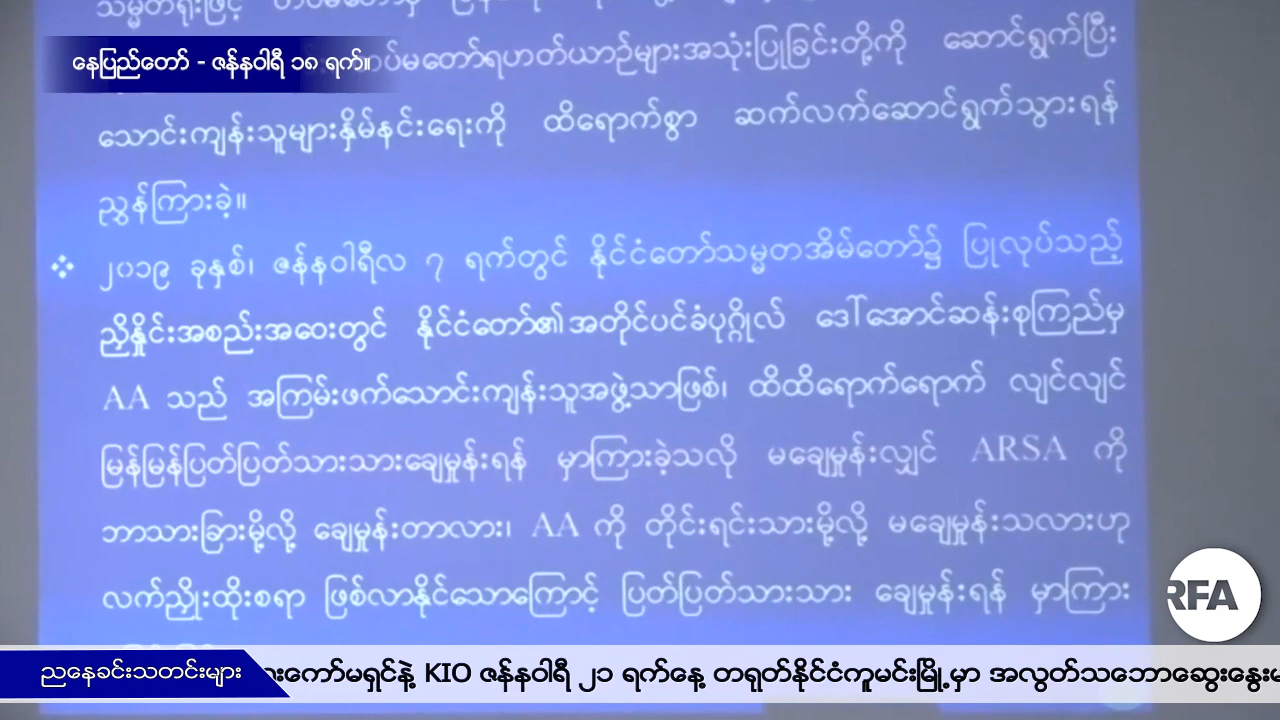 နေပြည်တော် - ဇန်နဝါရီ ၁၈ ရက်။
တပ်မတော်ရဟတ်ယာဉ်များအသုံးပြုခြင်းတို့ကို ဆောင်ရွက်ပြီး
သောင်းကျန်းသူများနှိမ်နင်းရေးကို ထိရောက်စွာ ဆက်လက်ဆောင်ရွက်သွားရန်
ညွှန်ကြားခဲ့။
❖ ၂၀၁၉ ခုနှစ်၊ ဇန်နဝါရီလ ၇ ရက်တွင် နိုင်ငံတော်သမ္မတအိမ်တော်၌ ပြုလုပ်သည့်
ညှိနှိုင်းအစည်းအဝေးတွင် နိုင်ငံတော်၏အတိုင်ပင်ခံပုဂ္ဂိုလ် ဒေါ်အောင်ဆန်းစုကြည်မှ
AA သည် အကြမ်းဖက်သောင်းကျန်းသူအဖွဲ့သာဖြစ်၊ ထိထိရောက်ရောက် လျင်လျင်
မြန်မြန်ပြတ်ပြတ်သားသားချေမှုန်းရန် မှာကြားခဲ့သလို မချေမှုန်းလျှင် ARSA ကို
ဘာသားခြားမို့လို့ ချေမှုန်းတာလား၊ AA ကို တိုင်းရင်းသားမို့လို့ မချေမှုန်းသလားဟု
လက်ညှိုးထိုးစရာ ဖြစ်လာနိုင်သောကြောင့် ပြတ်ပြတ်သားသား ချေမှုန်းရန် မှာကြား
RFA
ညနေခင်းသတင်းများ
ကော်မရှင်နဲ့ KIO ဇန်နဝါရီ ၂၁ ရက်နေ့ တရုတ်နိုင်ငံကူမင်းမြို့မှာ အလွတ်သဘောဆွေးနွေး